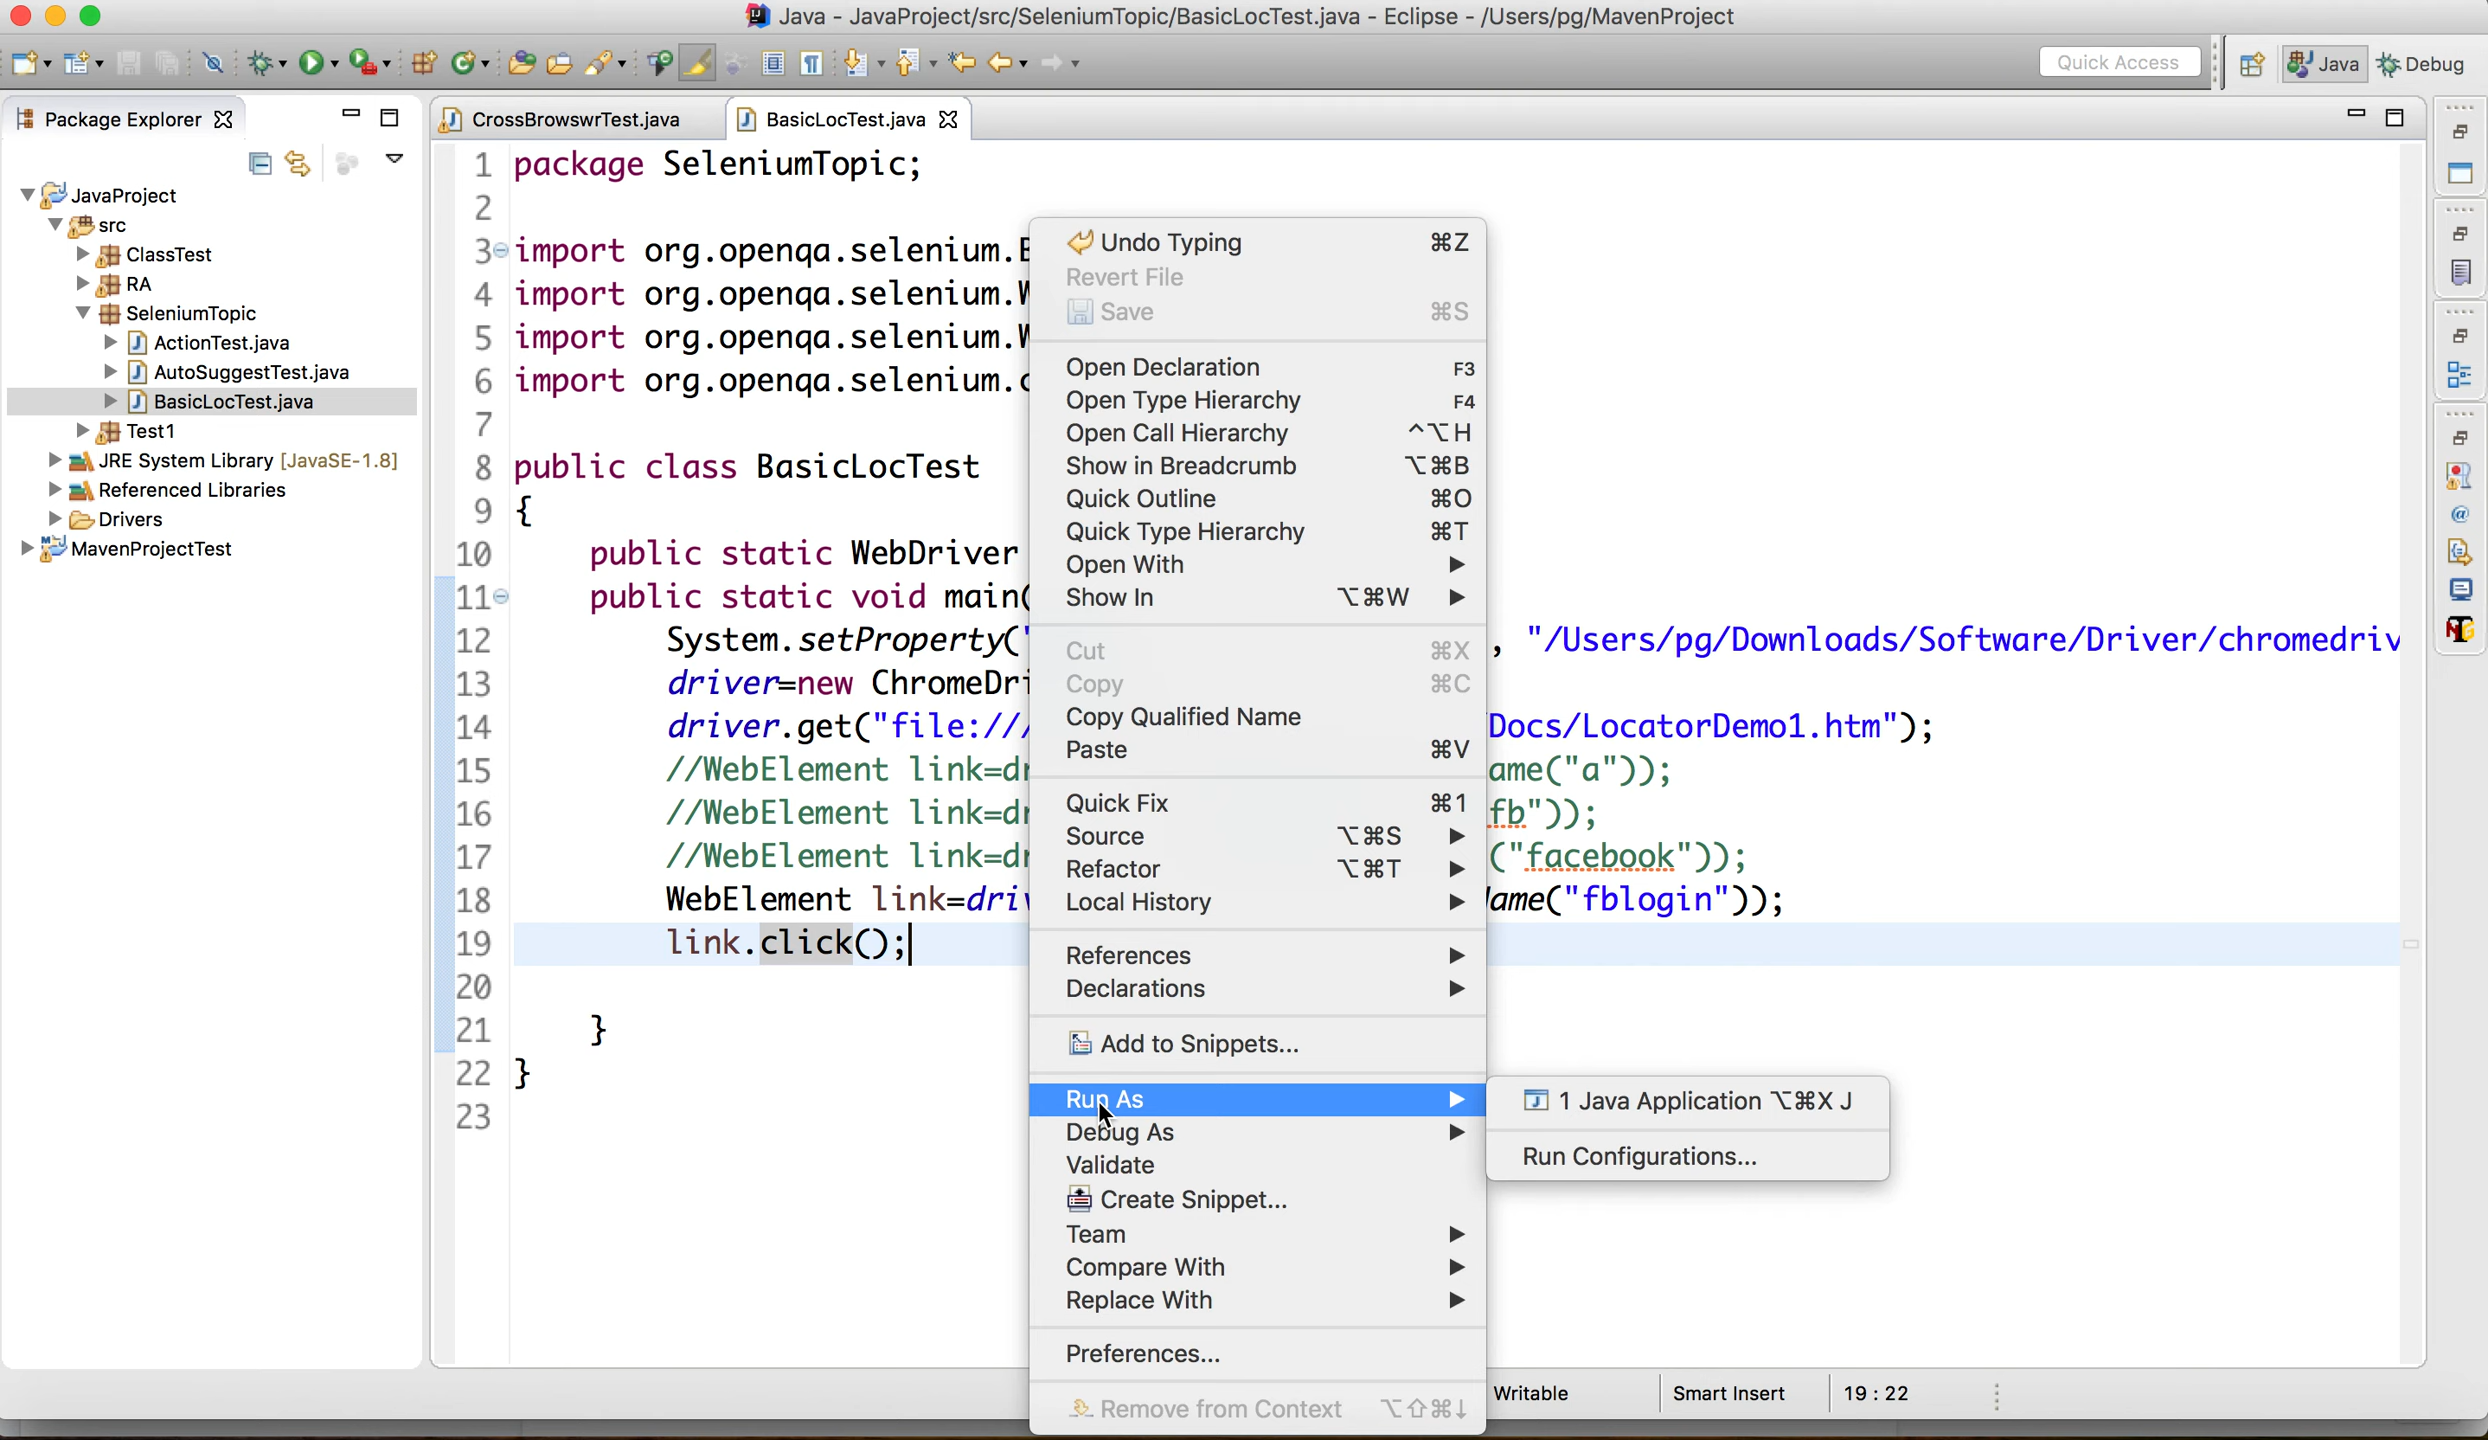 Java - JavaProject/src/SeleniumTopic/BasicLocTest.java - Eclipse - /Users/pg/MavenProject
Quick Access
Java
Debug
Package Explorer
CrossBrowswrTest.java
BasicLocTest.java
JavaProject
src
ClassTest
RA
SeleniumTopic
ActionTest.java
AutoSuggestTest.java
BasicLocTest.java
Test1
JRE System Library [JavaSE-1.8]
Referenced Libraries
Drivers
MavenProjectTest
1 package SeleniumTopic;
2
3 import org.openqa.selenium.
4 import org.openqa.selenium.W
5 import org.openqa.selenium.W
6 import org.openqa.selenium.c
7
8 public class BasicLocTest
9 {
10 public static WebDriver
11 public static void main(
12 System.setProperty(" , "/Users/pg/Downloads/Software/Driver/chromedriv
13 driver=new ChromeDri
14 driver.get("file:/// Docs/LocatorDemo1.htm");
15 //WebElement link=dr ame("a"));
16 //WebElement link=dr fb"));
17 //WebElement link=dr ("facebook"));
18 WebElement link=driv ame("fblogin"));
19 link.click();
20
21 }
22 }
23
Undo Typing ⌘Z
Revert File
Save ⌘S
Open Declaration F3
Open Type Hierarchy F4
Open Call Hierarchy ^⌥H
Show in Breadcrumb ⌥⌘B
Quick Outline ⌘O
Quick Type Hierarchy ⌘T
Open With
Show In ⌥⌘W
Cut ⌘X
Copy ⌘C
Copy Qualified Name
Paste ⌘V
Quick Fix ⌘1
Source ⌥⌘S
Refactor ⌥⌘T
Local History
References
Declarations
Add to Snippets...
Run As
Debug As
Validate
Create Snippet...
Team
Compare With
Replace With
Preferences...
Remove from Context ⌥⇧⌘↓
1 Java Application ⌥⌘X J
Run Configurations...
Writable
Smart Insert
19 : 22